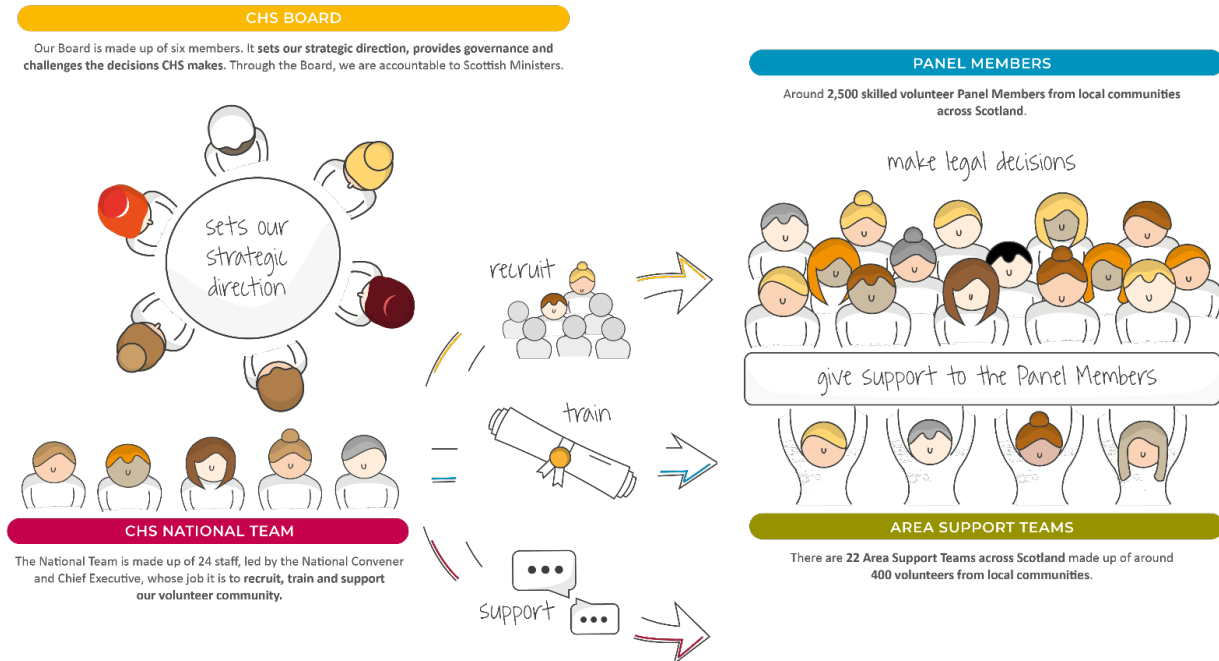 CHS BOARD
Our Board is made up of six members. It sets our strategic direction, provides governance and
challenges the decisions CHS makes. Through the Board, we are accountable to Scottish Ministers.
sets our
strategic
direction
CHS NATIONAL TEAM
The National Team is made up of 24 staff, led by the National Convener
and Chief Executive, whose job it is to recruit, train and support
our volunteer community.
recruit
train
support
PANEL MEMBERS
Around 2,500 skilled volunteer Panel Members from local communities
across Scotland.
make legal decisions
give support to the Panel Members
AREA SUPPORT TEAMS
There are 22 Area Support Teams across Scotland made up of around
400 volunteers from local communities.